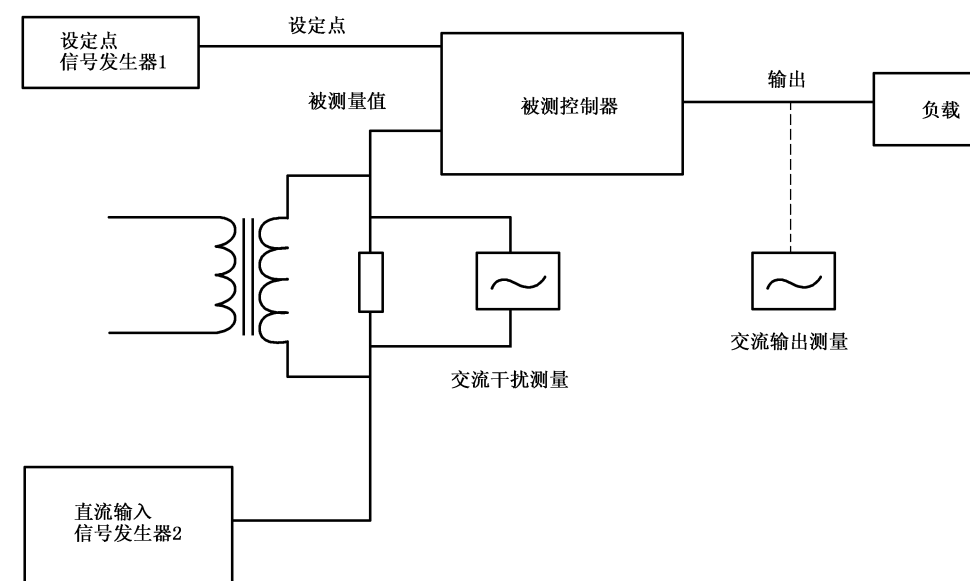 设定点
设定点
信号发生器1
被测量值
输出
被测控制器
负载
交流输出测量
交流干扰测量
直流输入
信号发生器2